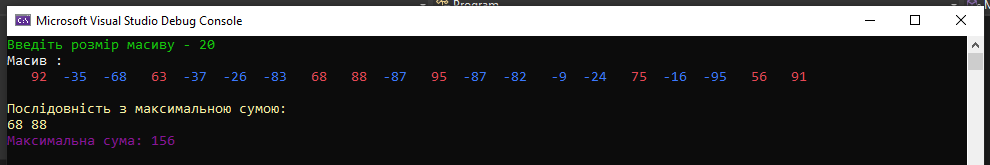 Program
Microsoft Visual Studio Debug Console
Введіть розмір масиву - 20
Масив :
92 -35 -68 63 -37 -26 -83 68 88 -87 95 -87 -82 -9 -24 75 -16 -95 56 91
Послідовність з максимальною сумою:
68 88
Максимальна сума: 156